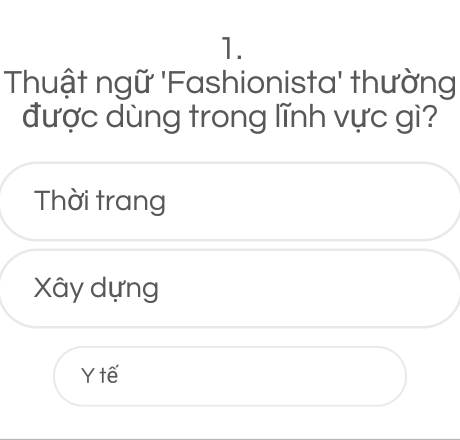 1.
Thuật ngữ 'Fashionista' thường
được dùng trong lĩnh vực gì?
Thời trang
Xây dựng
Y tế